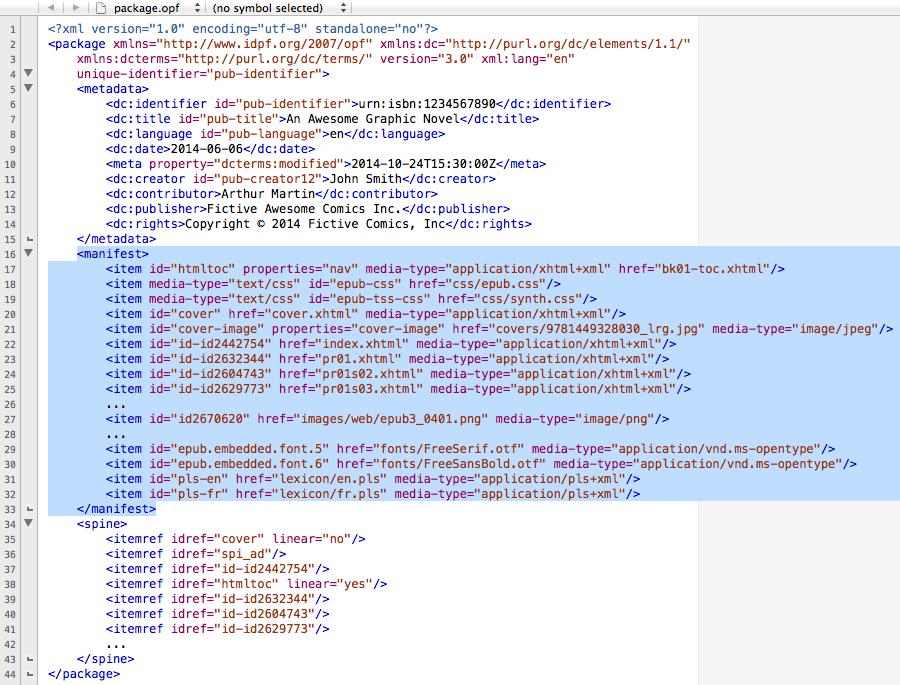 package.opf (no symbol selected)
1 <?xml version="1.0" encoding="utf-8" standalone="no"?>
2 <package xmlns="http://www.idpf.org/2007/opf" xmlns:dc="http://purl.org/dc/elements/1.1/"
3 xmlns:dcterms="http://purl.org/dc/terms/" version="3.0" xml:lang="en"
4 unique-identifier="pub-identifier">
5 <metadata>
6 <dc:identifier id="pub-identifier">urn:isbn:1234567890</dc:identifier>
7 <dc:title id="pub-title">An Awesome Graphic Novel</dc:title>
8 <dc:language id="pub-language">en</dc:language>
9 <dc:date>2014-06-06</dc:date>
10 <meta property="dcterms:modified">2014-10-24T15:30:00Z</meta>
11 <dc:creator id="pub-creator12">John Smith</dc:creator>
12 <dc:contributor>Arthur Martin</dc:contributor>
13 <dc:publisher>Fictive Awesome Comics Inc.</dc:publisher>
14 <dc:rights>Copyright © 2014 Fictive Comics, Inc</dc:rights>
15 </metadata>
16 <manifest>
17 <item id="htmltoc" properties="nav" media-type="application/xhtml+xml" href="bk01-toc.xhtml"/>
18 <item media-type="text/css" id="epub-css" href="css/epub.css"/>
19 <item media-type="text/css" id="epub-tss-css" href="css/synth.css"/>
20 <item id="cover" href="cover.xhtml" media-type="application/xhtml+xml"/>
21 <item id="cover-image" properties="cover-image" href="covers/9781449328030_lrg.jpg" media-type="image/jpeg"/>
22 <item id="id-id2442754" href="index.xhtml" media-type="application/xhtml+xml"/>
23 <item id="id-id2632344" href="pr01.xhtml" media-type="application/xhtml+xml"/>
24 <item id="id-id2604743" href="pr01s02.xhtml" media-type="application/xhtml+xml"/>
25 <item id="id-id2629773" href="pr01s03.xhtml" media-type="application/xhtml+xml"/>
26 ...
27 <item id="id2670620" href="images/web/epub3_0401.png" media-type="image/png"/>
28 ...
29 <item id="epub.embedded.font.5" href="fonts/FreeSerif.otf" media-type="application/vnd.ms-opentype"/>
30 <item id="epub.embedded.font.6" href="fonts/FreeSansBold.otf" media-type="application/vnd.ms-opentype"/>
31 <item id="pls-en" href="lexicon/en.pls" media-type="application/pls+xml"/>
32 <item id="pls-fr" href="lexicon/fr.pls" media-type="application/pls+xml"/>
33 </manifest>
34 <spine>
35 <itemref idref="cover" linear="no"/>
36 <itemref idref="spi_ad"/>
37 <itemref idref="id-id2442754"/>
38 <itemref idref="htmltoc" linear="yes"/>
39 <itemref idref="id-id2632344"/>
40 <itemref idref="id-id2604743"/>
41 <itemref idref="id-id2629773"/>
42 ...
43 </spine>
44 </package>